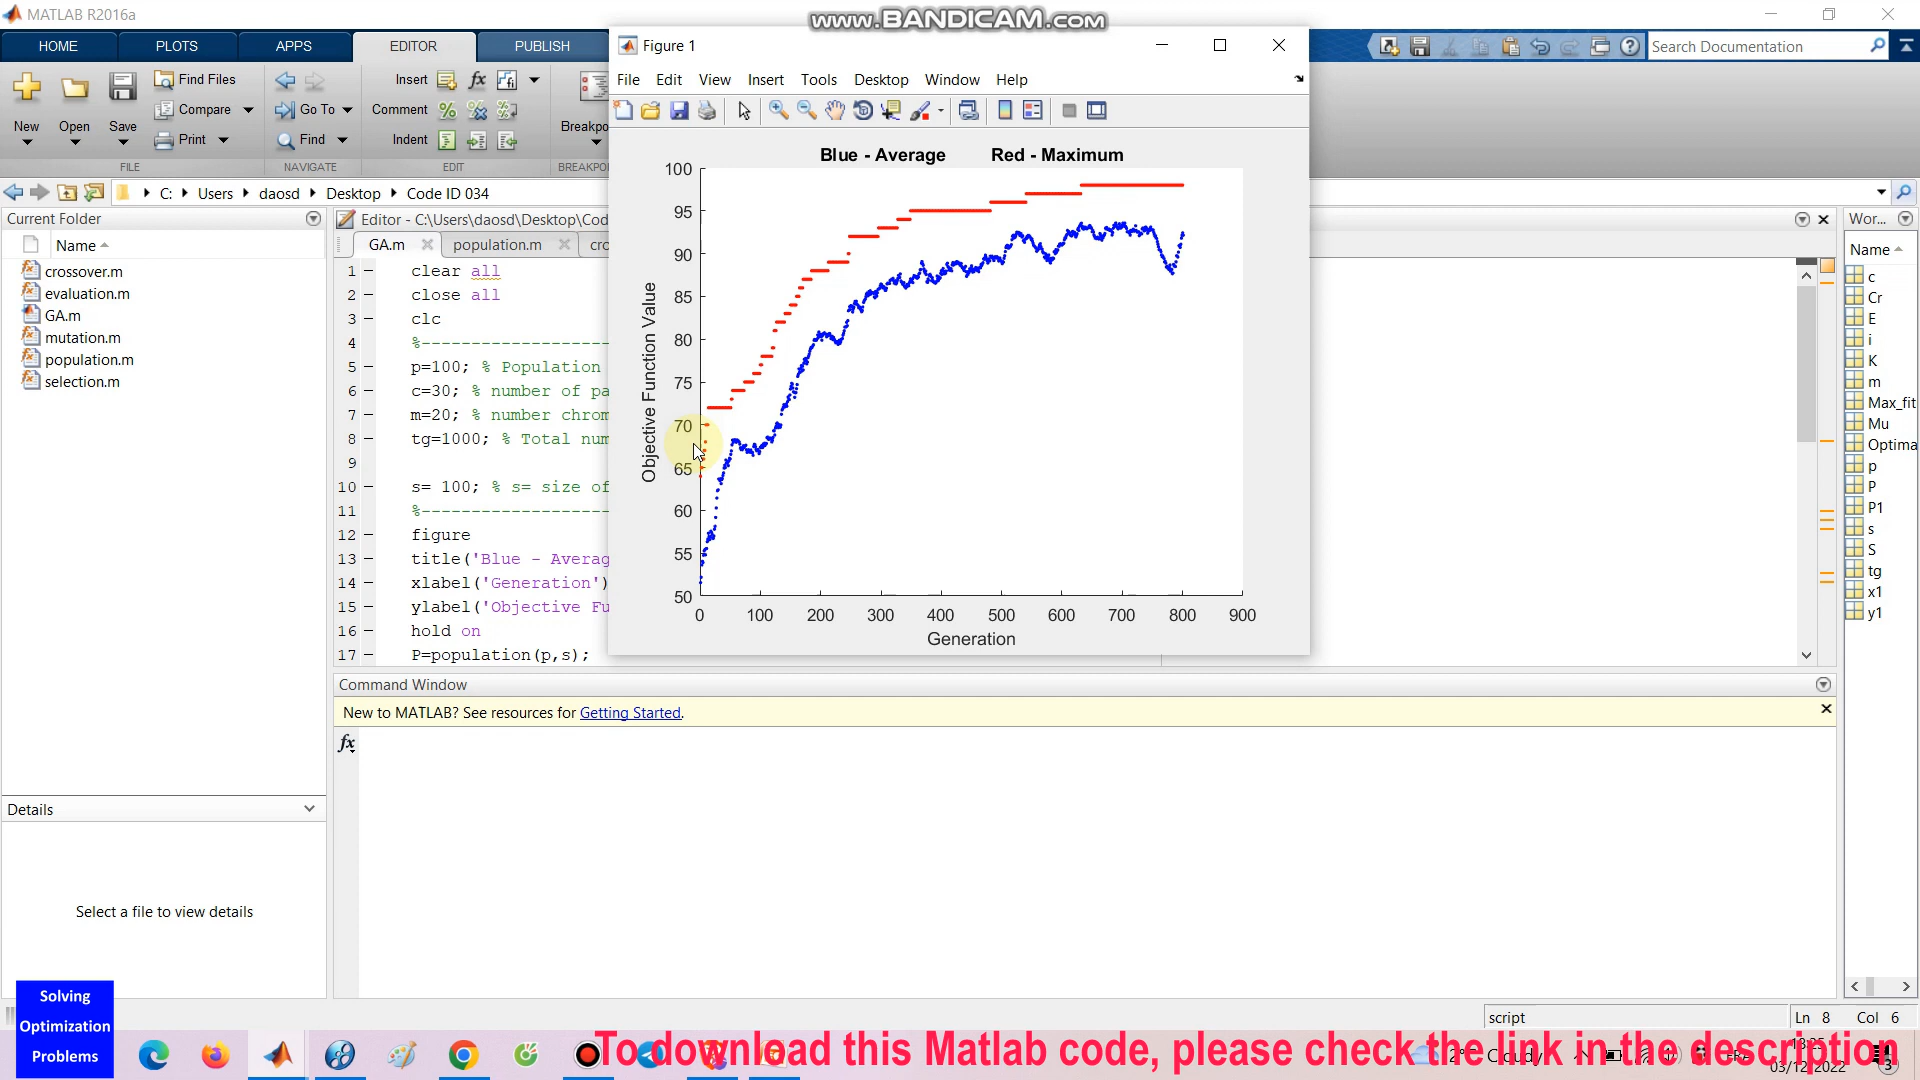 MATLAB R2016a
www.BANDICAM.com
HOME
PLOTS
APPS
EDITOR
PUBLISH
Search Documentation
Figure 1
File Edit View Insert Tools Desktop Window Help
New
Open
Save
Find Files
Compare
Print
Go To
Find
Insert
Comment
Indent
FILE
NAVIGATE
EDIT
C: Users daosd Desktop Code ID 034
Current Folder
Name
crossover.m
evaluation.m
GA.m
mutation.m
population.m
selection.m
Details
Select a file to view details
Editor - C:\Users\daosd\Desktop\Cod
GA.m
population.m
1 clear all
2 close all
3 clc
4 %---------------------
5 p=100; % Population
6 c=30; % number of pa
7 m=20; % number chrom
8 tg=1000; % Total num
9
10 s= 100; % s= size of
11 %---------------------
12 figure
13 title('Blue - Averag
14 xlabel('Generation')
15 ylabel('Objective Fu
16 hold on
17 P=population(p,s);
Blue - Average Red - Maximum
Objective Function Value
100
95
90
85
80
75
70
65
60
55
50
0 100 200 300 400 500 600 700 800 900
Generation
Wor...
Name
c
Cr
E
i
K
m
Max_fit
Mu
Optima
p
P
P1
s
S
tg
x1
y1
Command Window
New to MATLAB? See resources for Getting Started.
fx
script
Ln 8 Col 6
Solving
Optimization
Problems
To download this Matlab code, please check the link in the description
03/12/2022